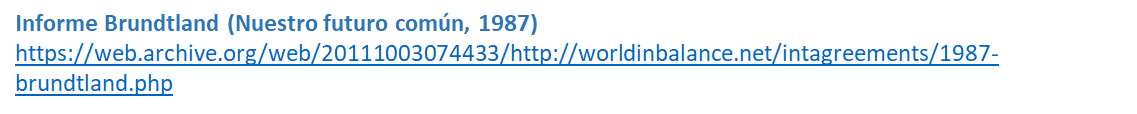 Informe Brundtland (Nuestro futuro común, 1987)
https://web.archive.org/web/20111003074433/http://worldinbalance.net/intagreements/1987-
brundtland.php